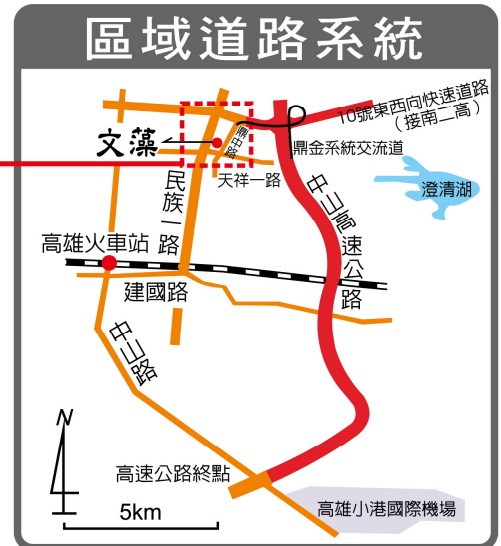 區域道路系統
10號東西向快速道路
（接南二高）
文藻
鼎中路
鼎金系統交流道
民族一路
天祥一路
澄清湖
中山高速公路
高雄火車站
建國路
中山路
N
高速公路終點
5km
高雄小港國際機場